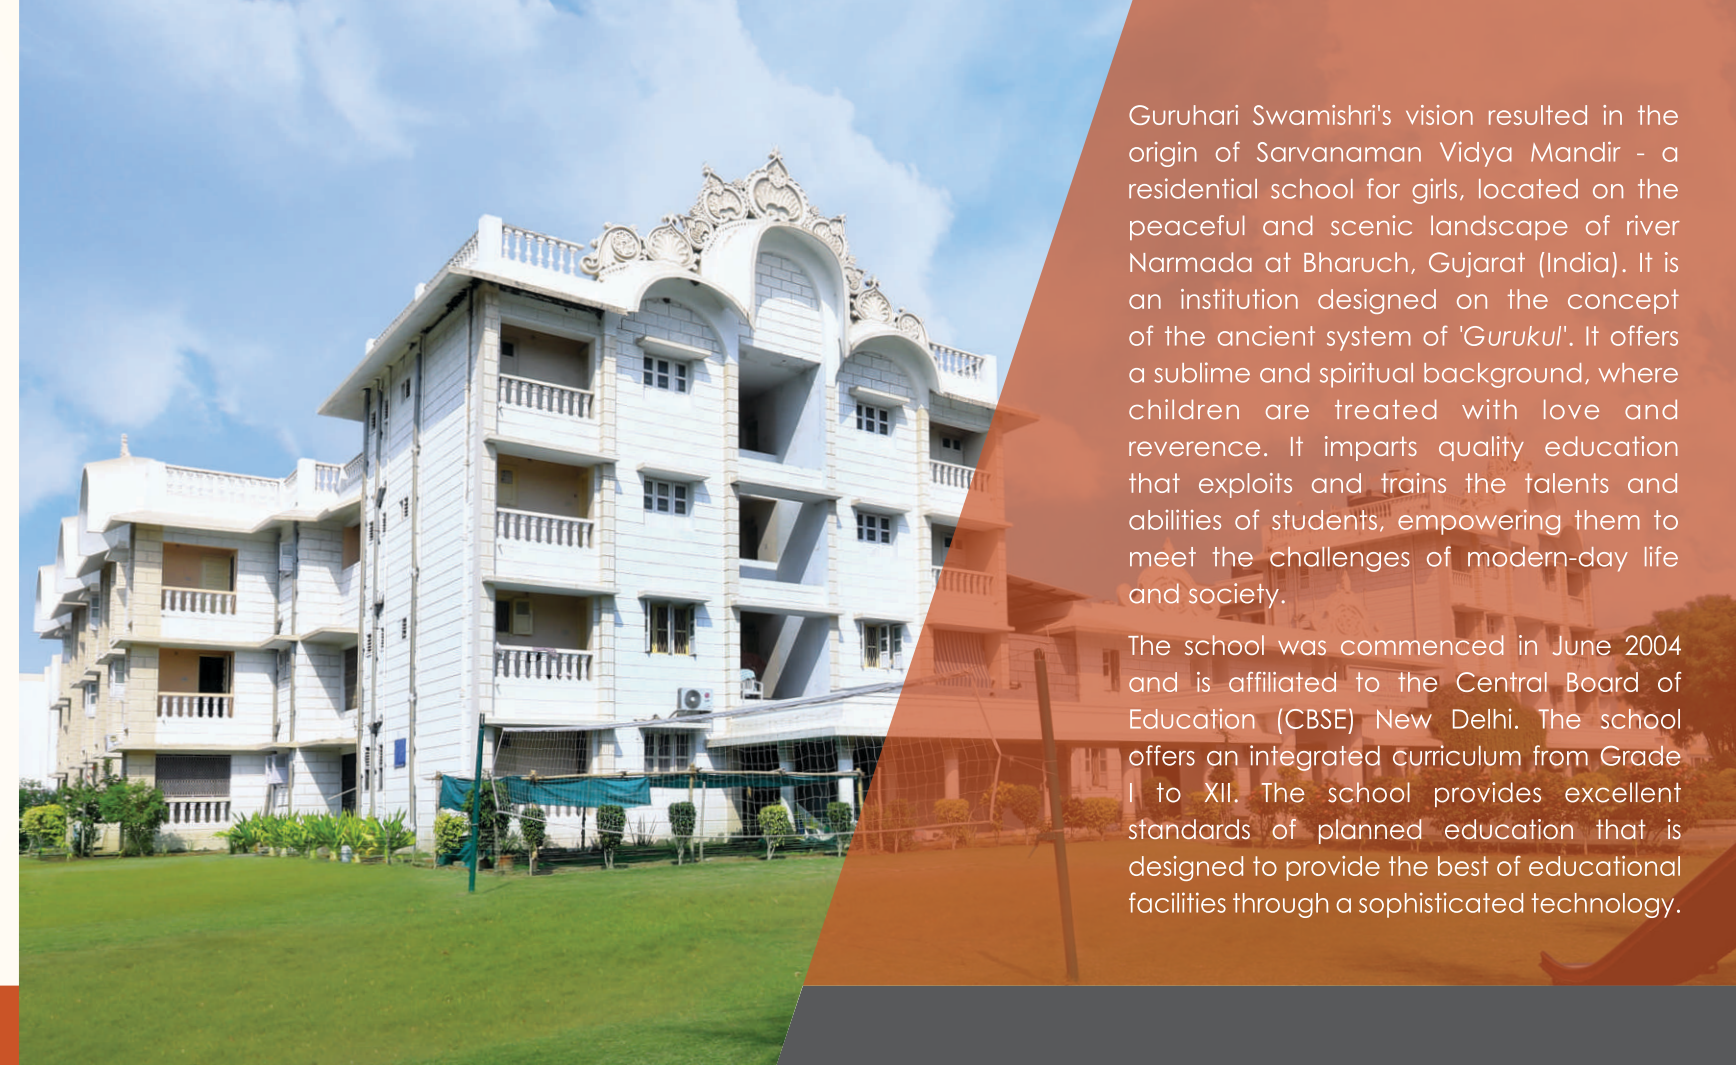 Guruhari Swamishri's vision resulted in the
origin of Sarvanaman Vidya Mandir - a
residential school for girls, located on the
peaceful and scenic landscape of river
Narmada at Bharuch, Gujarat (India). It is
an institution designed on the concept
of the ancient system of 'Gurukul'. It offers
a sublime and spiritual background, where
children are treated with love and
reverence. It imparts quality education
that exploits and trains the talents and
abilities of students, empowering them to
meet the challenges of modern-day life
and society.
The school was commenced in June 2004
and is affiliated to the Central Board of
Education (CBSE) New Delhi. The school
offers an integrated curriculum from Grade
I to XII. The school provides excellent
standards of planned education that is
designed to provide the best of educational
facilities through a sophisticated technology.